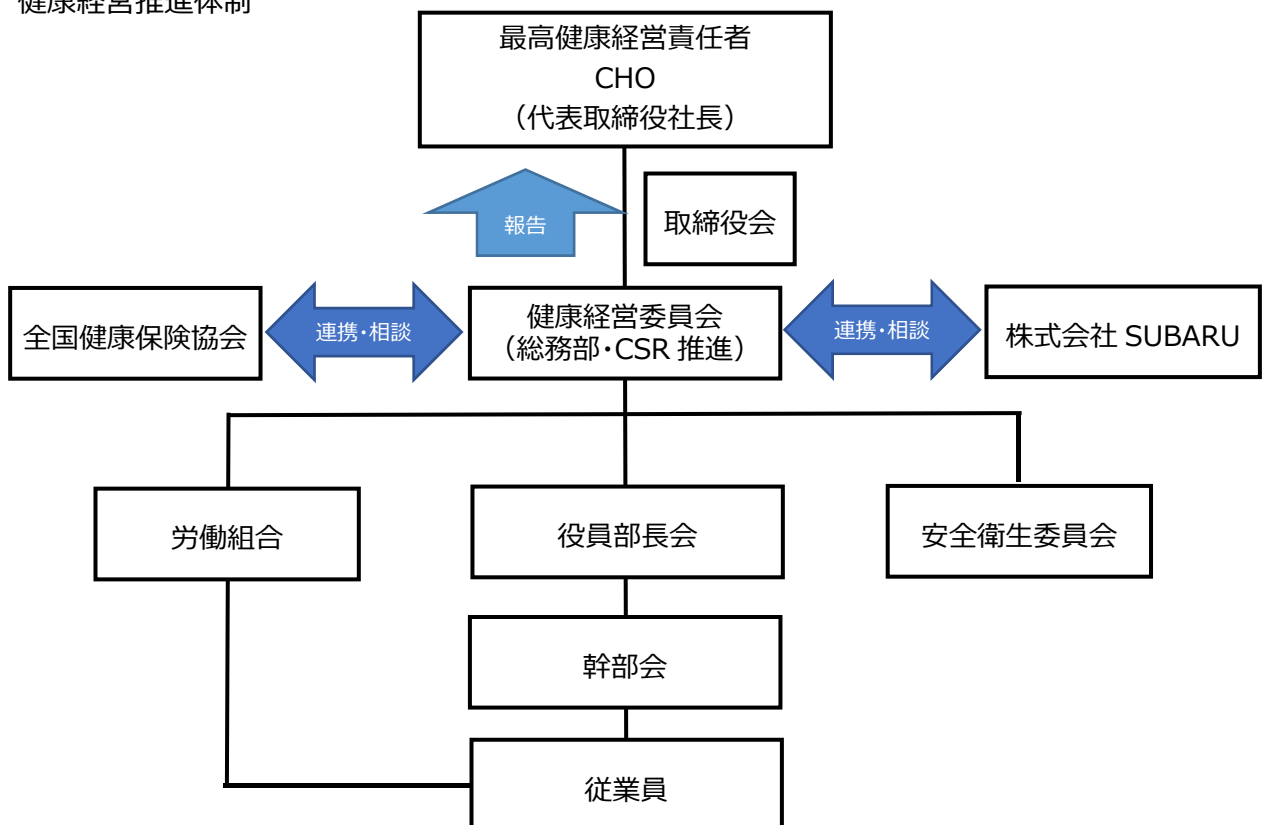 健康経営推進体制
最高健康経営責任者
CHO
（代表取締役社長）
報告
取締役会
全国健康保険協会
連携・相談
健康経営委員会
（総務部・CSR 推進）
連携・相談
株式会社 SUBARU
労働組合
役員部長会
安全衛生委員会
幹部会
従業員